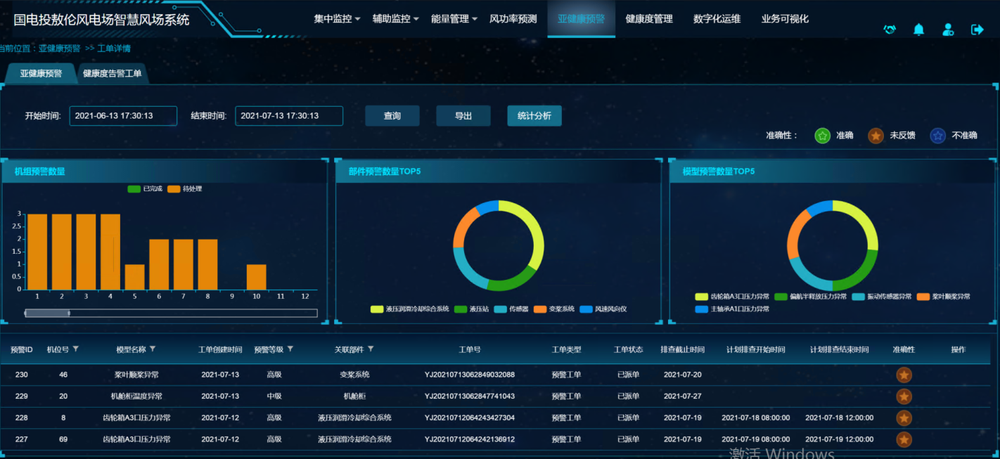 国电投敖伦风电场智慧风场系统
集中监控 辅助监控 能量管理 风功率预测 亚健康预警 健康度管理 数字化运维 业务可视化
当前位置：亚健康预警 >> 工单详情
亚健康预警 健康度告警工单
开始时间: 2021-06-13 17:30:13 结束时间: 2021-07-13 17:30:13 查询 导出 统计分析
准确性： 准确 未反馈 不准确
机组预警数量
已完成 待处理
3
2.5
2
1.5
1
0.5
0
1 2 3 4 5 6 7 8 9 10 11 12
部件预警数量TOP5
液压润滑冷却综合系统 液压站 传感器 变桨系统 风速风向仪
模型预警数量TOP5
齿轮箱A3口压力异常 偏航半释放压力异常 振动传感器异常 桨叶顺桨异常
主轴承A1口压力异常
预警ID 机位号 模型名称 工单创建时间 预警等级 关联部件 工单号 工单类型 工单状态 排查截止时间 计划排查开始时间 计划排查结束时间 准确性 操作
230 46 桨叶顺桨异常 2021-07-13 高级 变桨系统 YJ20210713062849032088 预警工单 已派单 2021-07-20
229 20 机舱柜温度异常 2021-07-13 中级 机舱柜 YJ20210713062847741043 预警工单 已派单 2021-07-27
228 8 齿轮箱A3口压力异常 2021-07-12 高级 液压润滑冷却综合系统 YJ20210712064243427304 预警工单 已派单 2021-07-19 2021-07-18 08:00:00 2021-07-18 12:00:00
227 69 齿轮箱A3口压力异常 2021-07-12 高级 液压润滑冷却综合系统 YJ20210712064242136912 预警工单 已派单 2021-07-19 2021-07-19 08:00:00 2021-07-19 12:00:00
激活 Windows